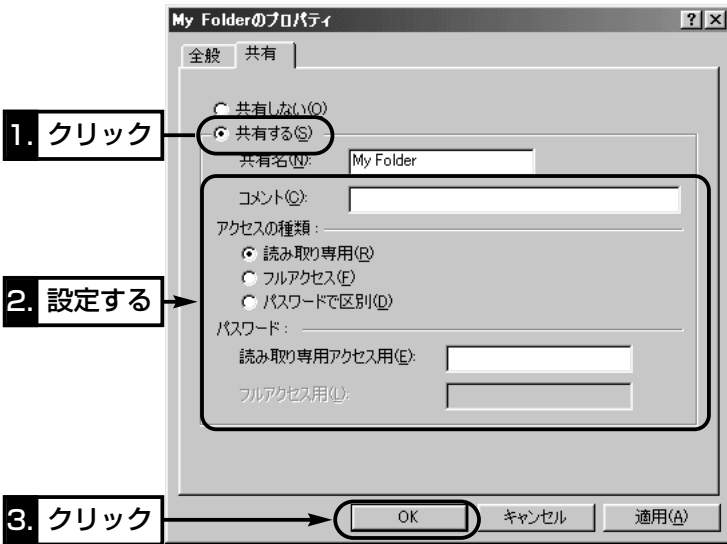 My Folderのプロパティ
? ×
全般 共有
共有しない(O)
1. クリック
共有する(S)
共有名(N): My Folder
コメント(C):
アクセスの種類:
読み取り専用(R)
フルアクセス(F)
2. 設定する
パスワードで区別(D)
パスワード:
読み取り専用アクセス用(E):
フルアクセス用(L):
3. クリック
OK キャンセル 適用(A)